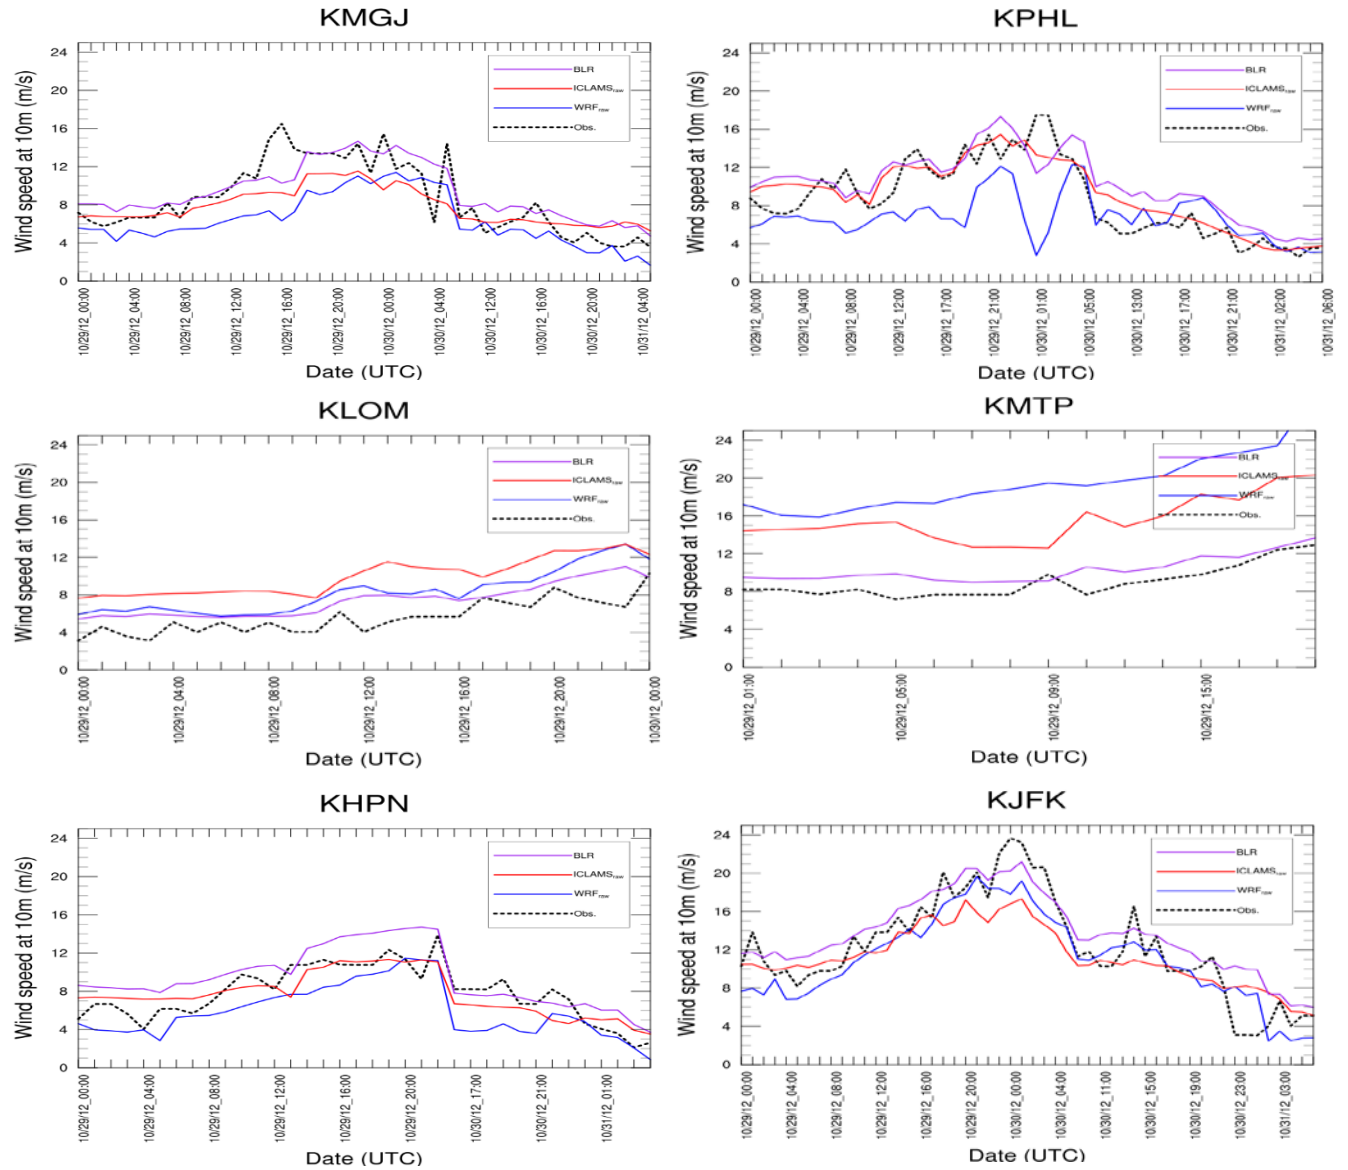 KMGJ
Wind speed at 10m (m/s)
24
20
16
12
8
4
0
BLR
ICLAMSraw
WRFraw
Obs.
10/29/12_00:00
10/29/12_04:00
10/29/12_08:00
10/29/12_12:00
10/29/12_16:00
10/29/12_20:00
10/30/12_00:00
10/30/12_04:00
10/30/12_12:00
10/30/12_16:00
10/30/12_20:00
10/31/12_04:00
Date (UTC)
KPHL
Wind speed at 10m (m/s)
24
20
16
12
8
4
0
BLR
ICLAMSraw
WRFraw
Obs.
10/29/12_00:00
10/29/12_04:00
10/29/12_08:00
10/29/12_12:00
10/29/12_17:00
10/29/12_21:00
10/30/12_01:00
10/30/12_05:00
10/30/12_13:00
10/30/12_17:00
10/30/12_21:00
10/31/12_02:00
10/31/12_06:00
Date (UTC)
KLOM
Wind speed at 10m (m/s)
24
20
16
12
8
4
0
BLR
ICLAMSraw
WRFraw
Obs.
10/29/12_00:00
10/29/12_04:00
10/29/12_08:00
10/29/12_12:00
10/29/12_16:00
10/29/12_20:00
10/30/12_00:00
Date (UTC)
KMTP
Wind speed at 10m (m/s)
24
20
16
12
8
4
0
BLR
ICLAMSraw
WRFraw
Obs.
10/29/12_01:00
10/29/12_05:00
10/29/12_09:00
10/29/12_15:00
Date (UTC)
KHPN
Wind speed at 10m (m/s)
24
20
16
12
8
4
0
BLR
ICLAMSraw
WRFraw
Obs.
10/29/12_00:00
10/29/12_04:00
10/29/12_08:00
10/29/12_12:00
10/29/12_16:00
10/29/12_20:00
10/30/12_17:00
10/30/12_21:00
10/31/12_01:00
Date (UTC)
KJFK
Wind speed at 10m (m/s)
24
20
16
12
8
4
0
BLR
ICLAMSraw
WRFraw
Obs.
10/29/12_00:00
10/29/12_04:00
10/29/12_08:00
10/29/12_12:00
10/29/12_16:00
10/29/12_20:00
10/30/12_00:00
10/30/12_04:00
10/30/12_11:00
10/30/12_15:00
10/30/12_19:00
10/30/12_23:00
10/31/12_03:00
Date (UTC)